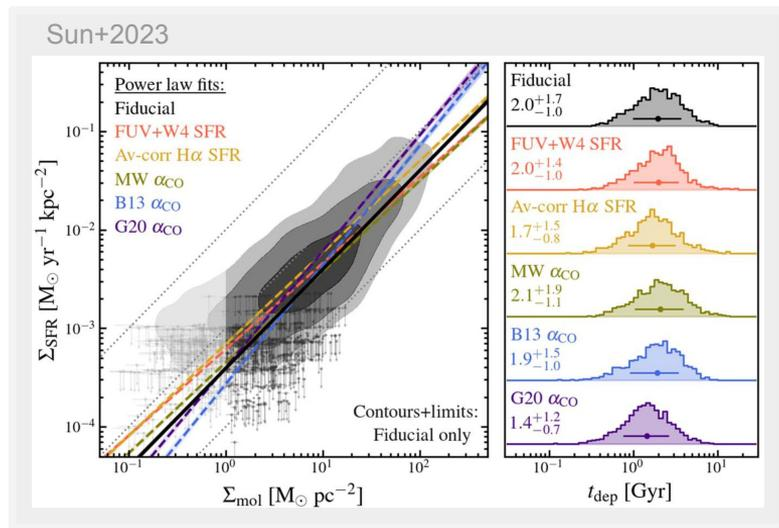 Sun+2023
Power law fits:
Fiducial
FUV+W4 SFR
Av-corr Hα SFR
MW αCO
B13 αCO
G20 αCO
Contours+limits:
Fiducial only
ΣSFR [M⊙ yr−1 kpc−2]
10−1
10−2
10−3
10−4
10−1 100 101 102
Σmol [M⊙ pc−2]
Fiducial
2.0+1.7−1.0
FUV+W4 SFR
2.0+1.4−1.0
Av-corr Hα SFR
1.7+1.5−0.8
MW αCO
2.1+1.9−1.1
B13 αCO
1.9+1.5−1.0
G20 αCO
1.4+1.2−0.7
10−1 100 101
tdep [Gyr]